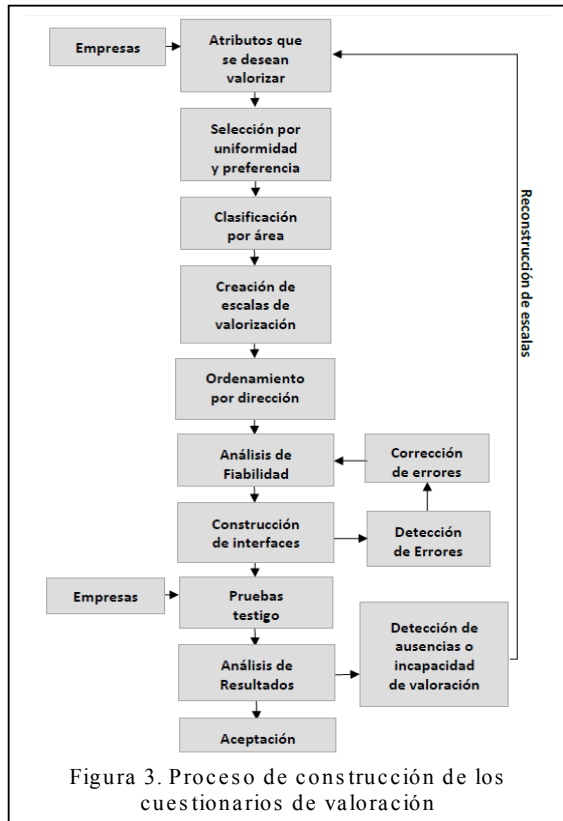 Empresas
Atributos que
se desean
valorizar
Selección por
uniformidad
y preferencia
Clasificación
por área
Creación de
escalas de
valorización
Ordenamiento
por dirección
Análisis de
Fiabilidad
Corrección
de errores
Construcción
de interfaces
Detección
de Errores
Empresas
Pruebas
testigo
Análisis de
Resultados
Detección de
ausencias o
incapacidad
de valoración
Aceptación
Reconstrucción de escalas
Figura 3. Proceso de construcción de los
cuestionarios de valoración